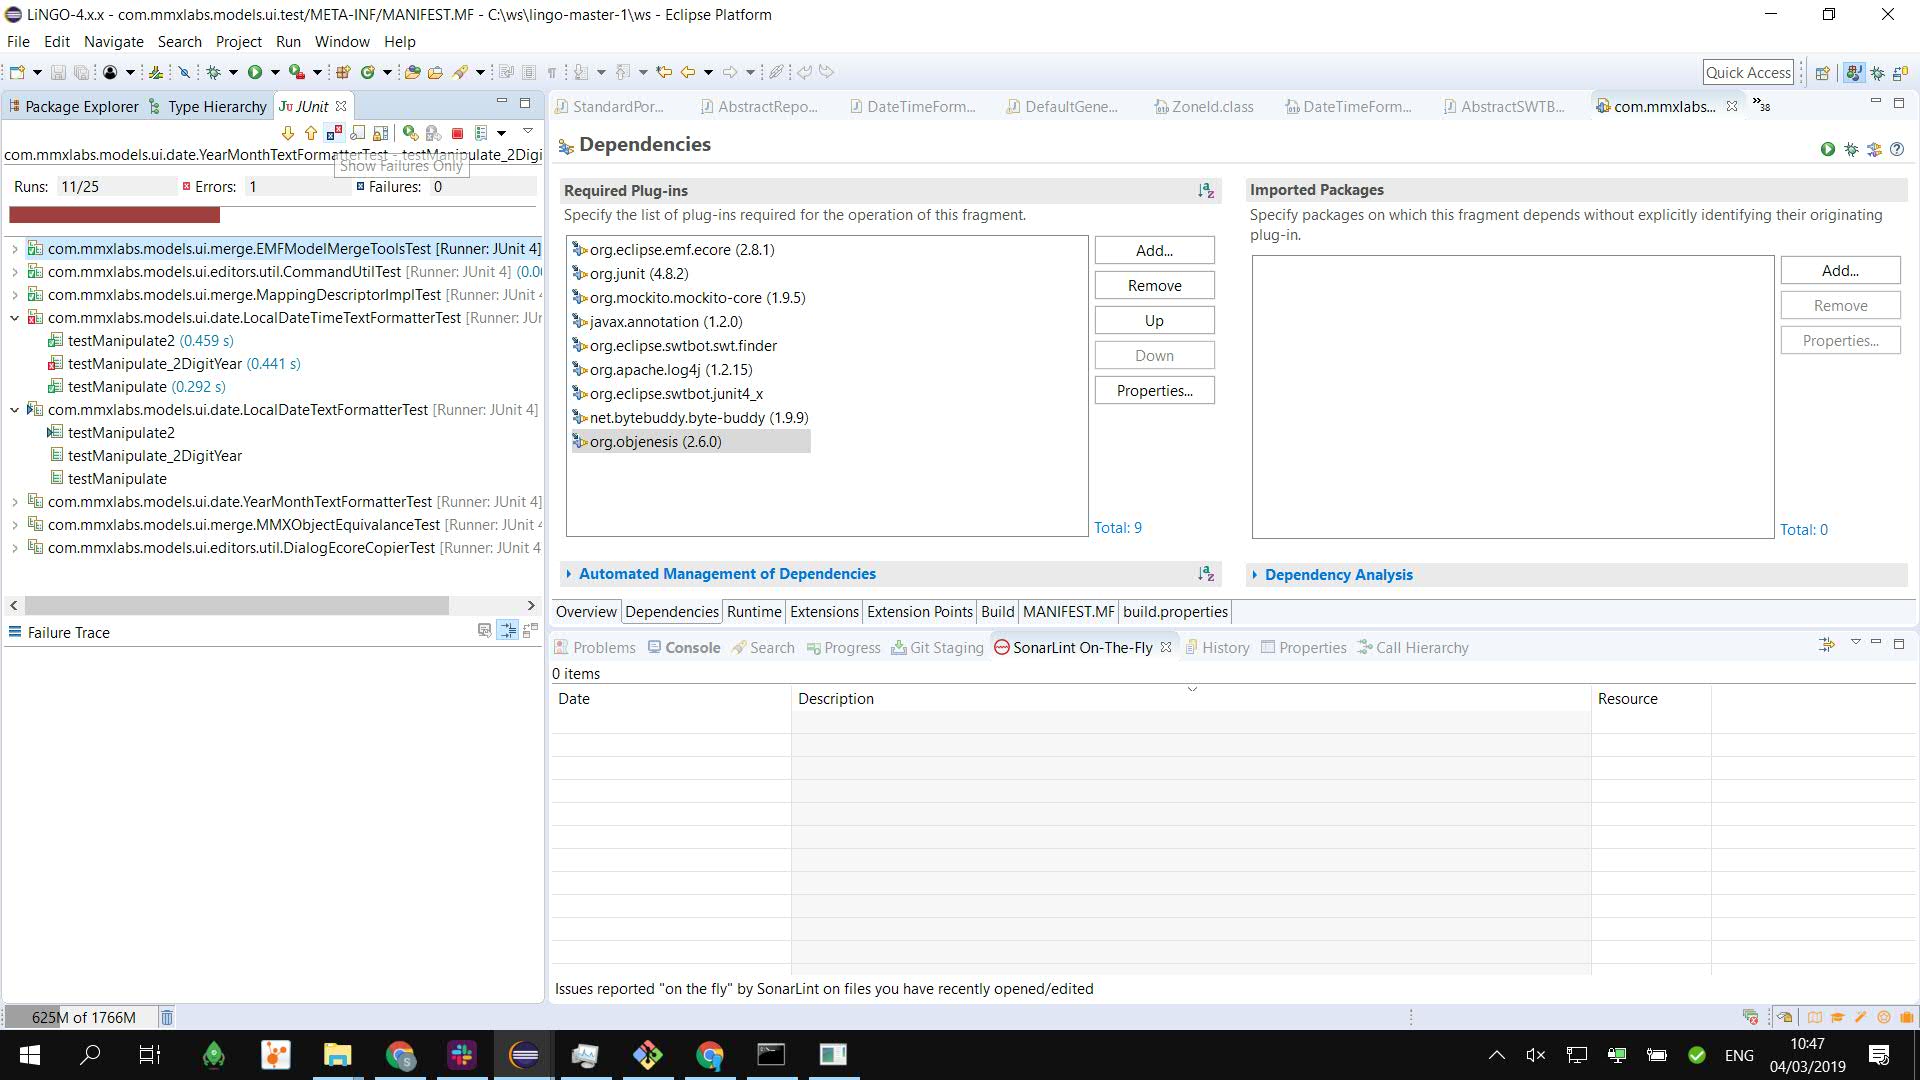 LiNGO-4.x.x - com.mmxlabs.models.ui.test/META-INF/MANIFEST.MF - C:\ws\lingo-master-1\ws - Eclipse Platform
File Edit Navigate Search Project Run Window Help
Quick Access
Package Explorer Type Hierarchy JUnit
com.mmxlabs.models.ui.date.YearMonthTextFormatterTest - testManipulate_2Digi
Show Failures Only
Runs: 11/25 Errors: 1 Failures: 0
com.mmxlabs.models.ui.merge.EMFModelMergeToolsTest [Runner: JUnit 4]
com.mmxlabs.models.ui.editors.util.CommandUtilTest [Runner: JUnit 4] (0.0
com.mmxlabs.models.ui.merge.MappingDescriptorImplTest [Runner: JUnit 4
com.mmxlabs.models.ui.date.LocalDateTimeTextFormatterTest [Runner: JUr
testManipulate2 (0.459 s)
testManipulate_2DigitYear (0.441 s)
testManipulate (0.292 s)
com.mmxlabs.models.ui.date.LocalDateTextFormatterTest [Runner: JUnit 4]
testManipulate2
testManipulate_2DigitYear
testManipulate
com.mmxlabs.models.ui.date.YearMonthTextFormatterTest [Runner: JUnit 4]
com.mmxlabs.models.ui.merge.MMXObjectEquivalanceTest [Runner: JUnit 4
com.mmxlabs.models.ui.editors.util.DialogEcoreCopierTest [Runner: JUnit 4
Failure Trace
625M of 1766M
StandardPor... AbstractRepo... DateTimeForm... DefaultGene... ZoneId.class DateTimeForm... AbstractSWTB... com.mmxlabs... »38
Dependencies
Required Plug-ins
Specify the list of plug-ins required for the operation of this fragment.
org.eclipse.emf.ecore (2.8.1)
org.junit (4.8.2)
org.mockito.mockito-core (1.9.5)
javax.annotation (1.2.0)
org.eclipse.swtbot.swt.finder
org.apache.log4j (1.2.15)
org.eclipse.swtbot.junit4_x
net.bytebuddy.byte-buddy (1.9.9)
org.objenesis (2.6.0)
Add...
Remove
Up
Down
Properties...
Total: 9
Imported Packages
Specify packages on which this fragment depends without explicitly identifying their originating
plug-in.
Add...
Remove
Properties...
Total: 0
Automated Management of Dependencies
Dependency Analysis
Overview Dependencies Runtime Extensions Extension Points Build MANIFEST.MF build.properties
Problems Console Search Progress Git Staging SonarLint On-The-Fly History Properties Call Hierarchy
0 items
Date Description Resource
Issues reported "on the fly" by SonarLint on files you have recently opened/edited
ENG
10:47
04/03/2019